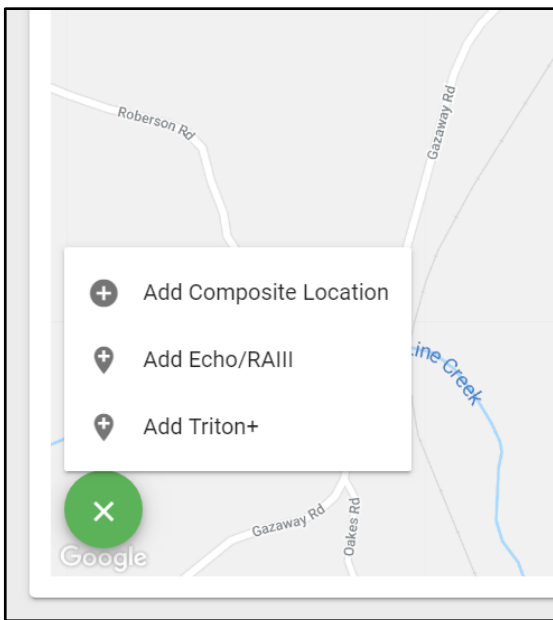 Roberson Rd
Gazaway Rd
Add Composite Location
Add Echo/RAIII
Add Triton+
ine Creek
Gazaway Rd
Oakes Rd
Google